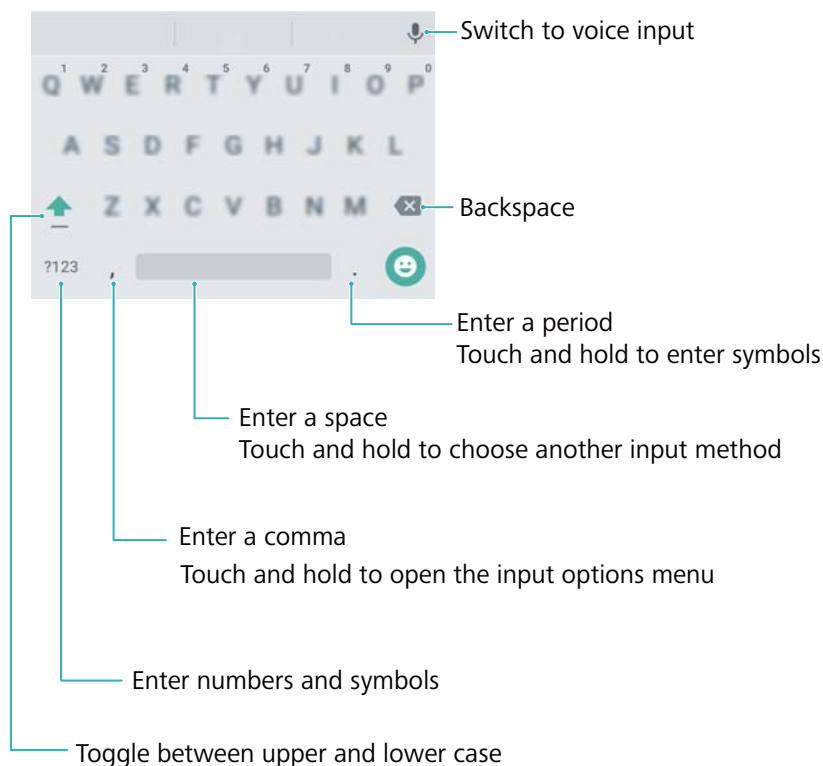 Switch to voice input
1 2 3 4 5 6 7 8 9 0
Q W E R T Y U I O P
A S D F G H J K L
Z X C V B N M
Backspace
?123 , .
Enter a period
Touch and hold to enter symbols
Enter a space
Touch and hold to choose another input method
Enter a comma
Touch and hold to open the input options menu
Enter numbers and symbols
Toggle between upper and lower case